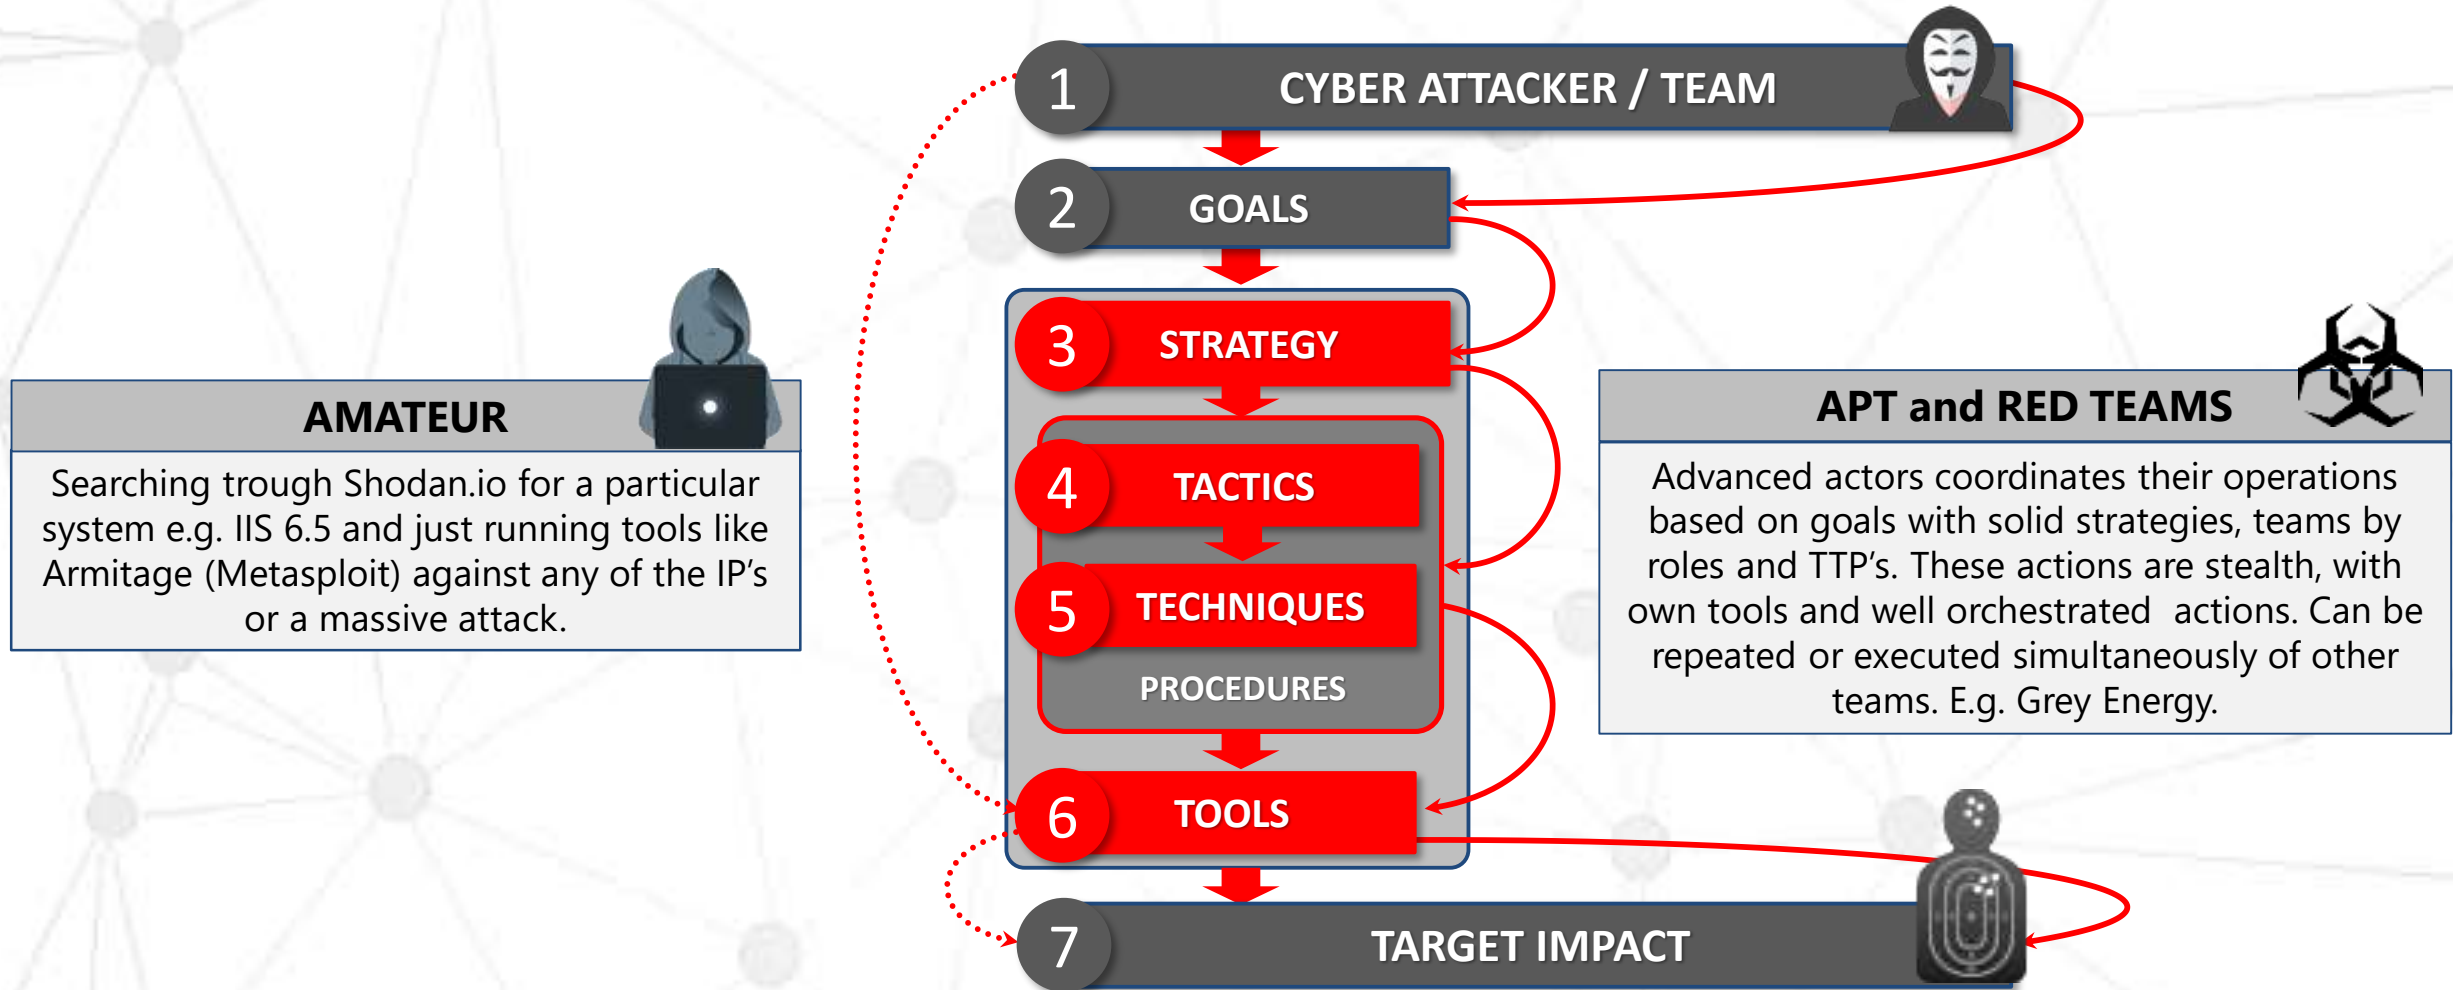 1
CYBER ATTACKER / TEAM
2
GOALS
3
STRATEGY
4
TACTICS
5
TECHNIQUES
PROCEDURES
6
TOOLS
7
TARGET IMPACT
AMATEUR
Searching trough Shodan.io for a particular
system e.g. IIS 6.5 and just running tools like
Armitage (Metasploit) against any of the IP’s
or a massive attack.
APT and RED TEAMS
Advanced actors coordinates their operations
based on goals with solid strategies, teams by
roles and TTP’s. These actions are stealth, with
own tools and well orchestrated actions. Can be
repeated or executed simultaneously of other
teams. E.g. Grey Energy.